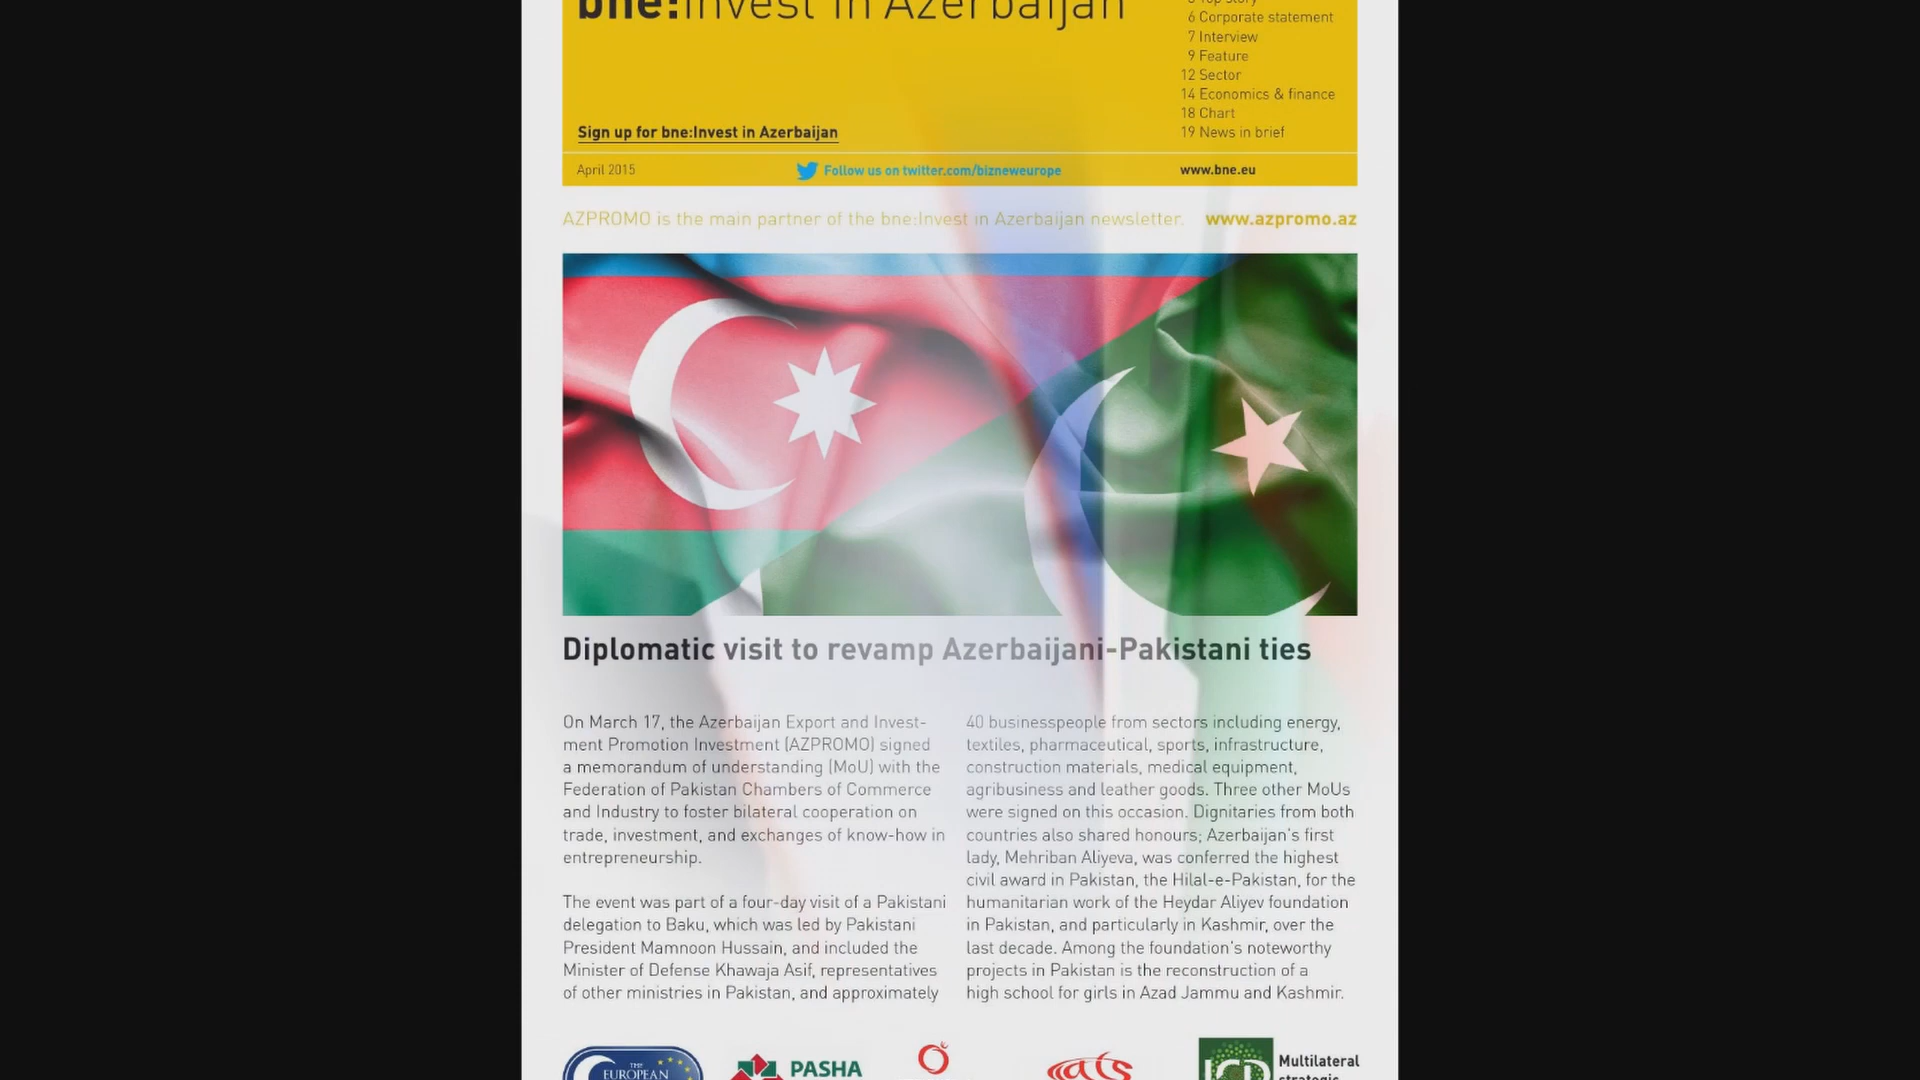 bne:Invest in Azerbaijan
Top story
6 Corporate statement
7 Interview
9 Feature
12 Sector
14 Economics & finance
18 Chart
19 News in brief
Sign up for bne:Invest in Azerbaijan
April 2015
Follow us on twitter.com/bizneweurope
www.bne.eu
AZPROMO is the main partner of the bne:Invest in Azerbaijan newsletter.
www.azpromo.az
Diplomatic visit to revamp Azerbaijani-Pakistani ties
On March 17, the Azerbaijan Export and Invest-
ment Promotion Investment (AZPROMO) signed
a memorandum of understanding (MoU) with the
Federation of Pakistan Chambers of Commerce
and Industry to foster bilateral cooperation on
trade, investment, and exchanges of know-how in
entrepreneurship.
The event was part of a four-day visit of a Pakistani
delegation to Baku, which was led by Pakistani
President Mamnoon Hussain, and included the
Minister of Defense Khawaja Asif, representatives
of other ministries in Pakistan, and approximately
40 businesspeople from sectors including energy,
textiles, pharmaceutical, sports, infrastructure,
construction materials, medical equipment,
agribusiness and leather goods. Three other MoUs
were signed on this occasion. Dignitaries from both
countries also shared honours; Azerbaijan's first
lady, Mehriban Aliyeva, was conferred the highest
civil award in Pakistan, the Hilal-e-Pakistan, for the
humanitarian work of the Heydar Aliyev foundation
in Pakistan, and particularly in Kashmir, over the
last decade. Among the foundation's noteworthy
projects in Pakistan is the reconstruction of a
high school for girls in Azad Jammu and Kashmir.
THE
EUROPEAN
PASHA
Multilateral
strategic